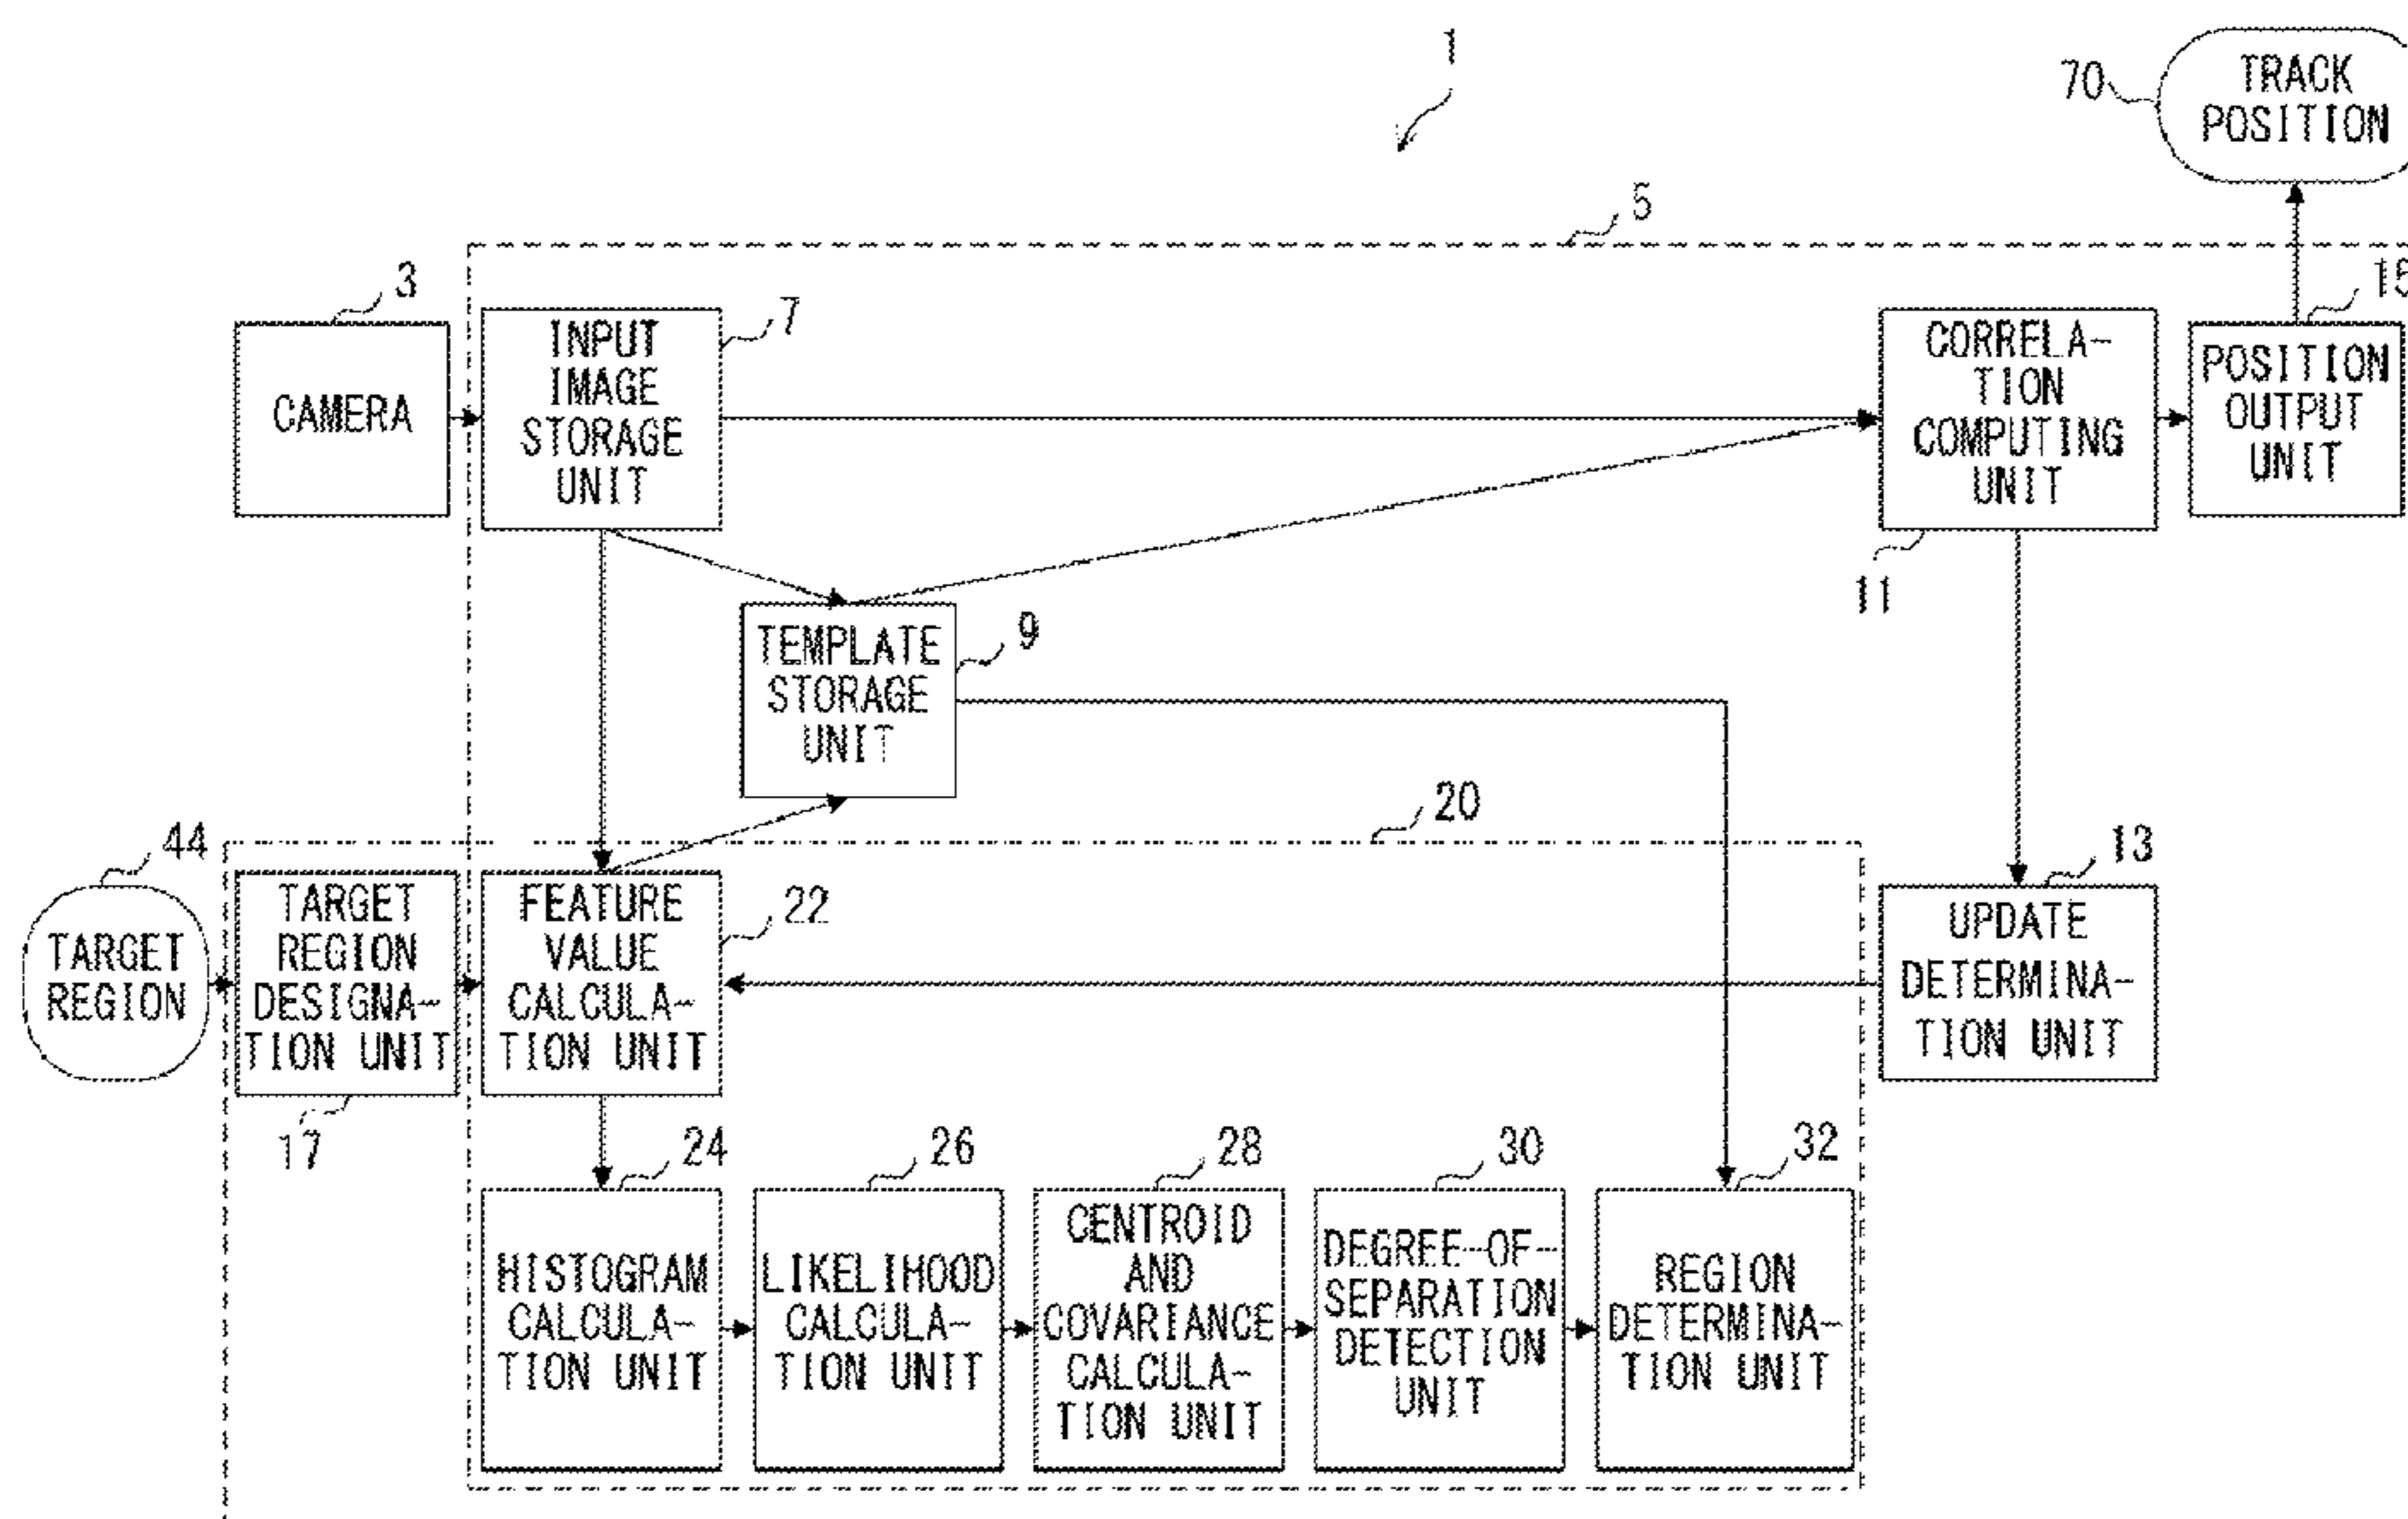 1
70
TRACK
POSITION
5
3
CAMERA
7
INPUT
IMAGE
STORAGE
UNIT
CORRELA-
TION
COMPUTING
UNIT
11
15
POSITION
OUTPUT
UNIT
9
TEMPLATE
STORAGE
UNIT
20
44
TARGET
REGION
TARGET
REGION
DESIGNA-
TION UNIT
17
22
FEATURE
VALUE
CALCULA-
TION UNIT
13
UPDATE
DETERMINA-
TION UNIT
24
HISTOGRAM
CALCULA-
TION UNIT
26
LIKELIHOOD
CALCULA-
TION UNIT
28
CENTROID
AND
COVARIANCE
CALCULA-
TION UNIT
30
DEGREE-OF-
SEPARATION
DETECTION
UNIT
32
REGION
DETERMINA-
TION UNIT